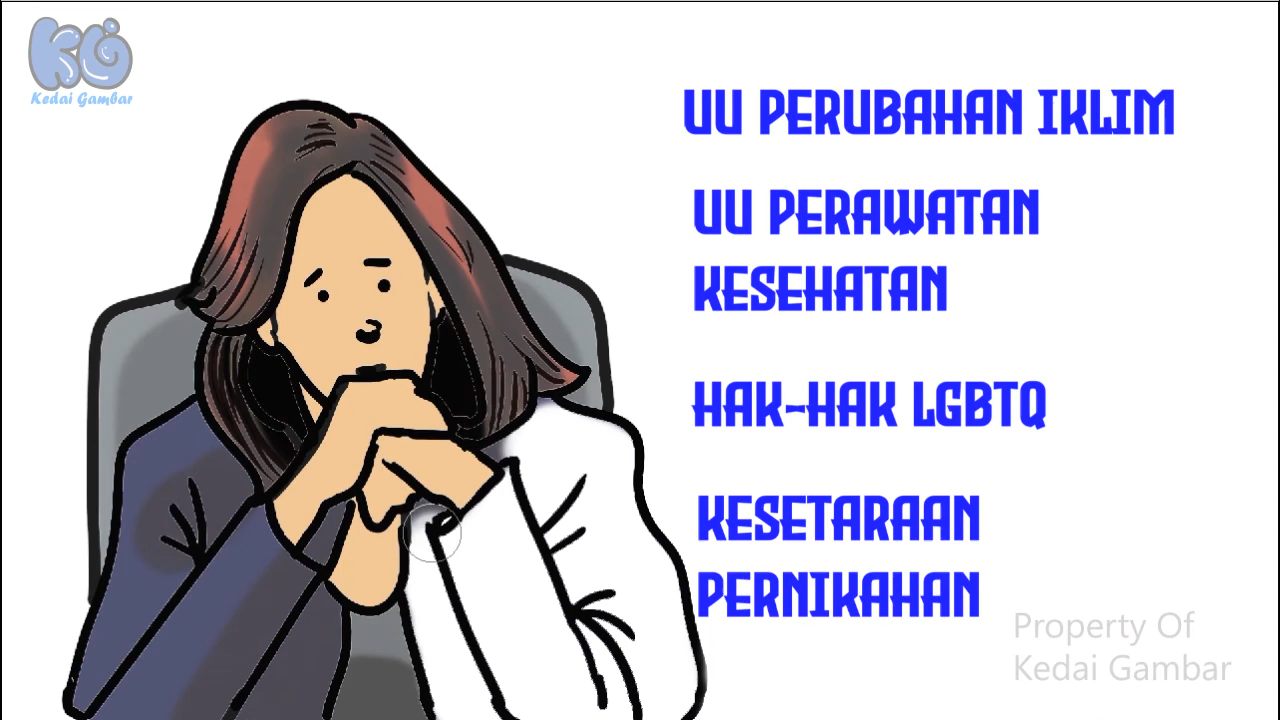 Kedai Gambar
UU PERUBAHAN IKLIM
UU PERAWATAN
KESEHATAN
HAK-HAK LGBTQ
KESETARAAN
PERNIKAHAN
Property Of
Kedai Gambar